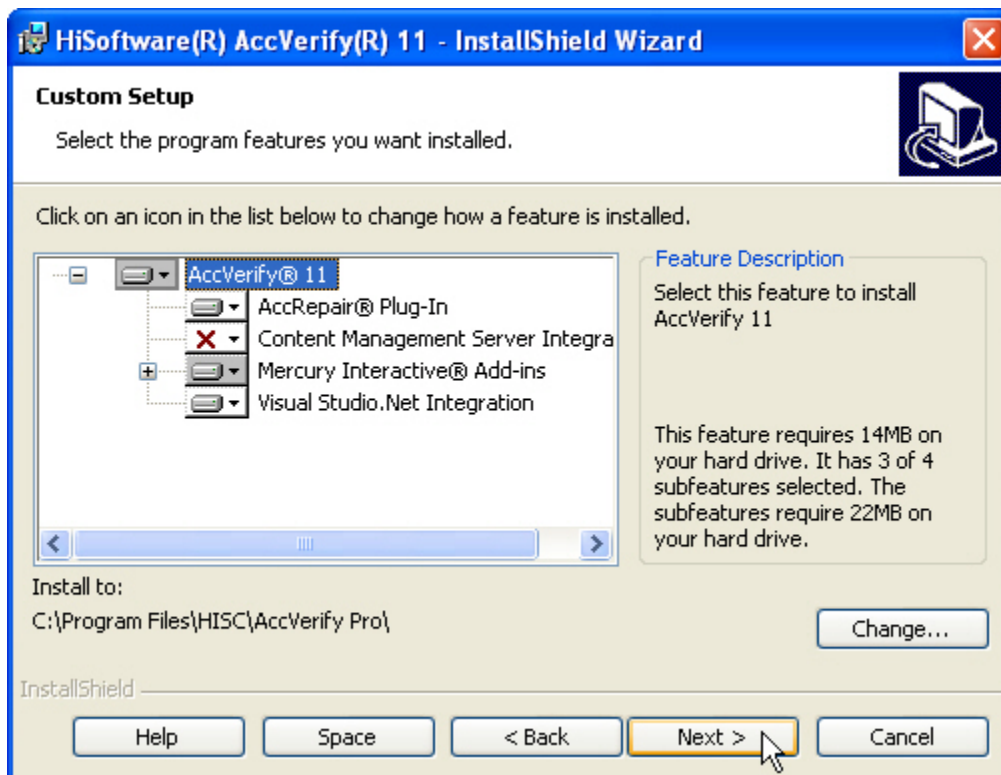 HiSoftware(R) AccVerify(R) 11 - InstallShield Wizard
Custom Setup
Select the program features you want installed.
Click on an icon in the list below to change how a feature is installed.
AccVerify® 11
AccRepair® Plug-In
Content Management Server Integra
Mercury Interactive® Add-ins
Visual Studio.Net Integration
Feature Description
Select this feature to install
AccVerify 11
This feature requires 14MB on
your hard drive. It has 3 of 4
subfeatures selected. The
subfeatures require 22MB on
your hard drive.
Install to:
C:\Program Files\HISC\AccVerify Pro\
Change...
InstallShield
Help
Space
< Back
Next >
Cancel